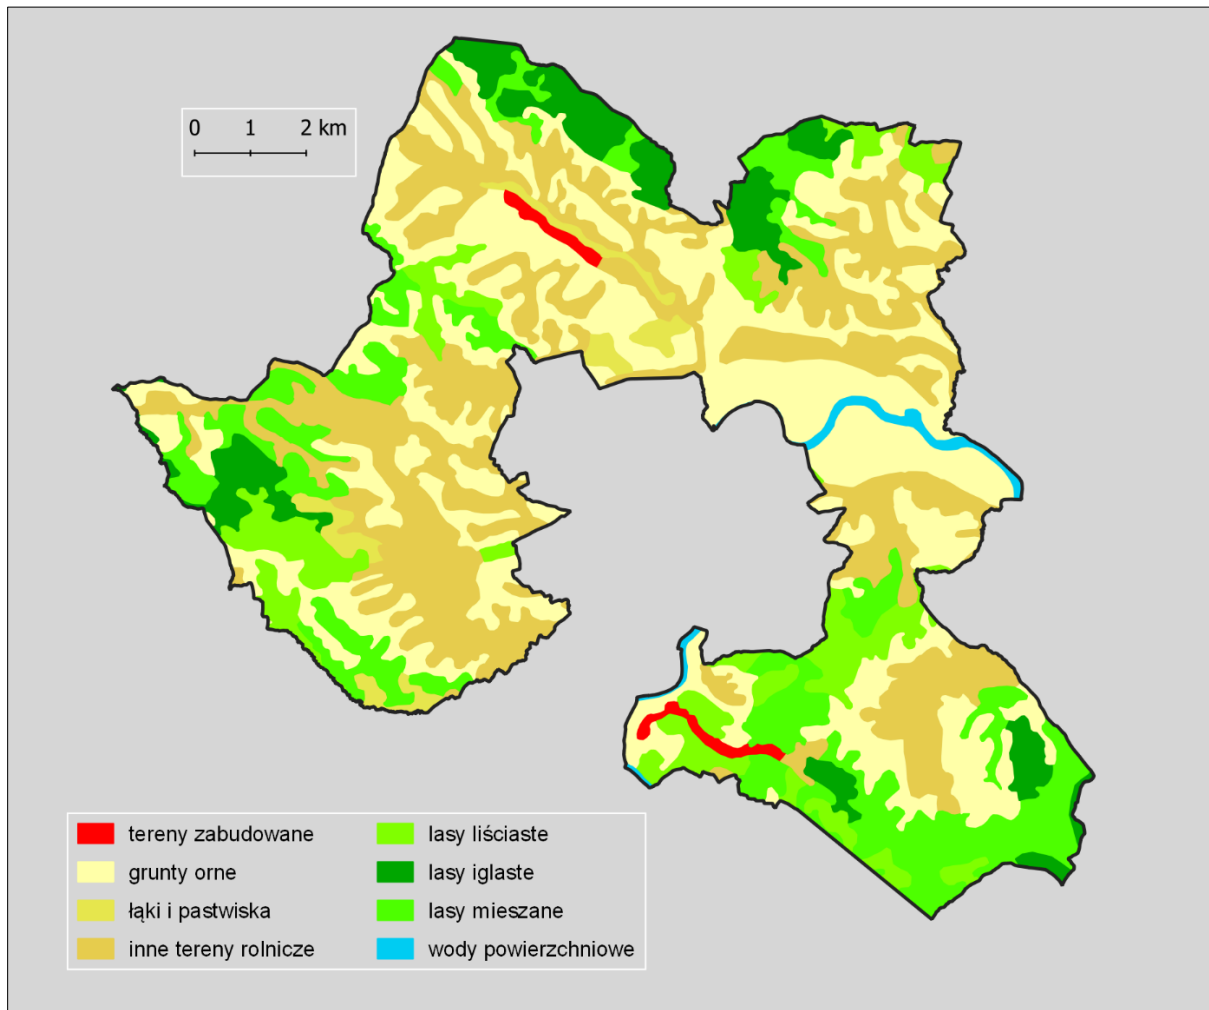 0 1 2 km
tereny zabudowane
grunty orne
łąki i pastwiska
inne tereny rolnicze
lasy liściaste
lasy iglaste
lasy mieszane
wody powierzchniowe